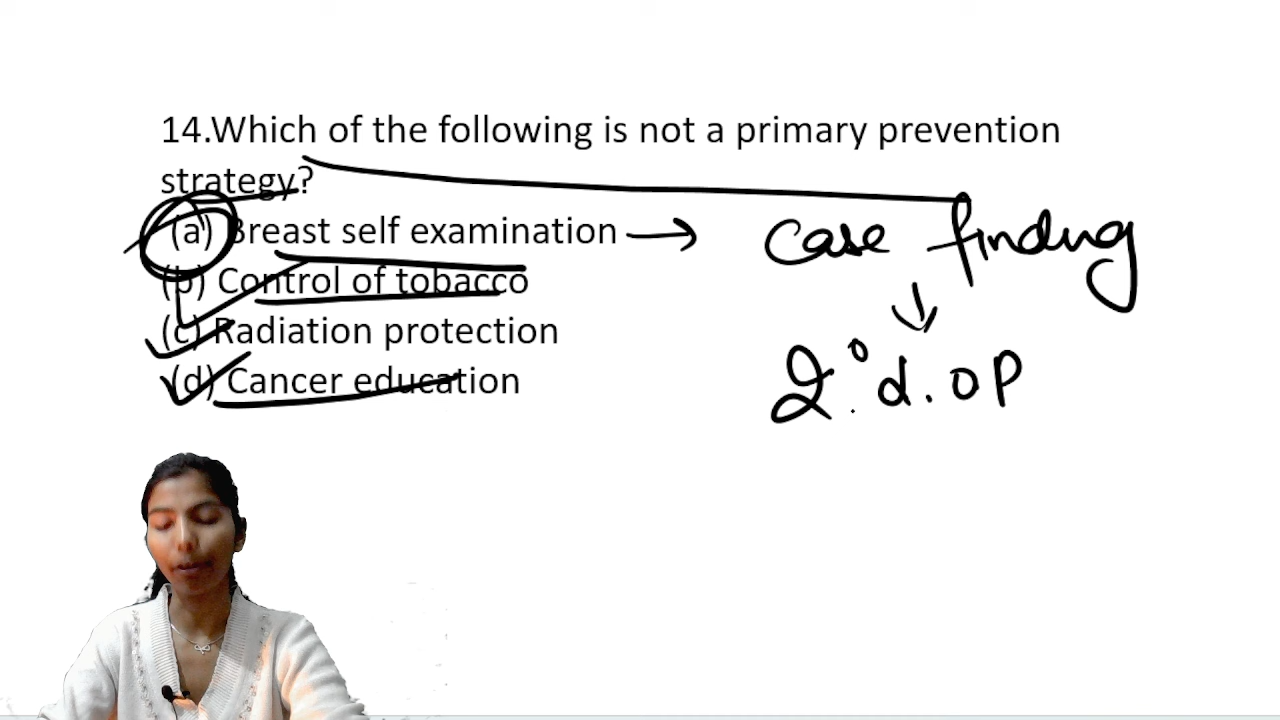 14.Which of the following is not a primary prevention
strategy?
(a) Breast self examination → case finding
(b) Control of tobacco
↓
(c) Radiation protection
2° d. op
(d) Cancer education